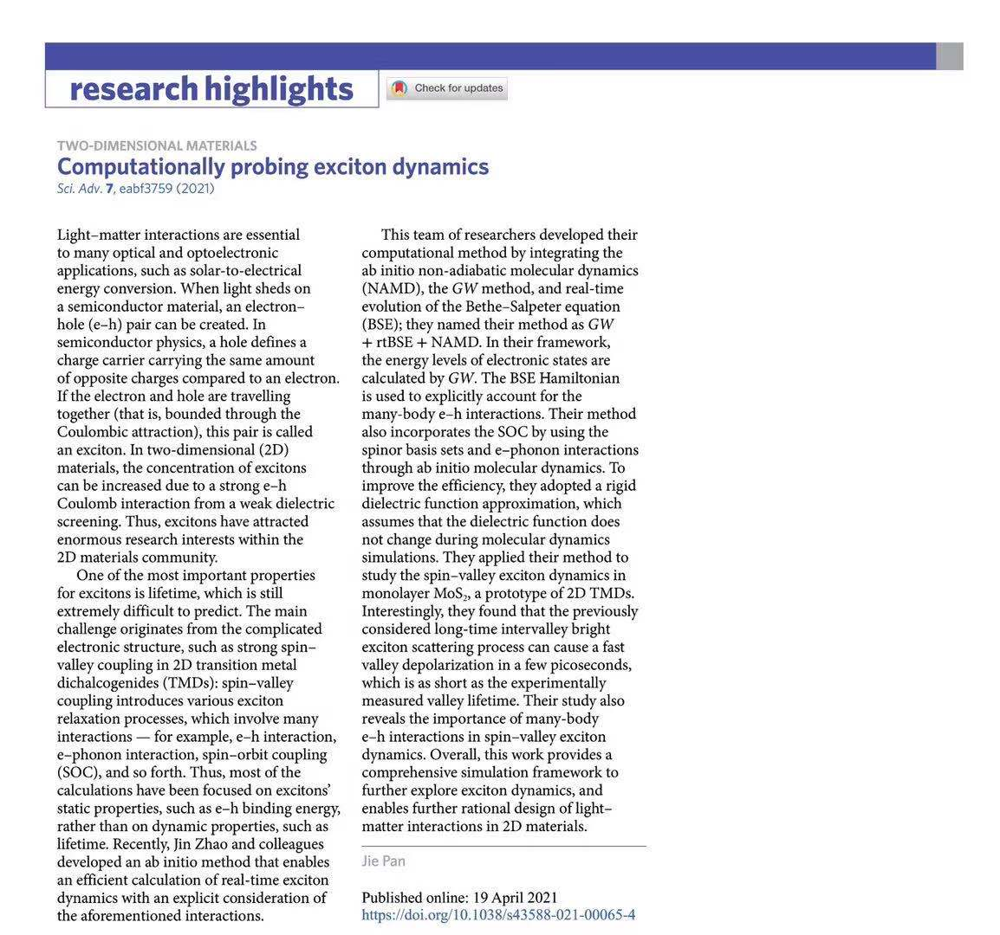 research highlights
Check for updates
TWO-DIMENSIONAL MATERIALS
Computationally probing exciton dynamics
Sci. Adv. 7, eabf3759 (2021)
Light–matter interactions are essential
to many optical and optoelectronic
applications, such as solar-to-electrical
energy conversion. When light sheds on
a semiconductor material, an electron–
hole (e–h) pair can be created. In
semiconductor physics, a hole defines a
charge carrier carrying the same amount
of opposite charges compared to an electron.
If the electron and hole are travelling
together (that is, bounded through the
Coulombic attraction), this pair is called
an exciton. In two-dimensional (2D)
materials, the concentration of excitons
can be increased due to a strong e–h
Coulomb interaction from a weak dielectric
screening. Thus, excitons have attracted
enormous research interests within the
2D materials community.
One of the most important properties
for excitons is lifetime, which is still
extremely difficult to predict. The main
challenge originates from the complicated
electronic structure, such as strong spin–
valley coupling in 2D transition metal
dichalcogenides (TMDs): spin–valley
coupling introduces various exciton
relaxation processes, which involve many
interactions — for example, e–h interaction,
e–phonon interaction, spin–orbit coupling
(SOC), and so forth. Thus, most of the
calculations have been focused on excitons’
static properties, such as e–h binding energy,
rather than on dynamic properties, such as
lifetime. Recently, Jin Zhao and colleagues
developed an ab initio method that enables
an efficient calculation of real-time exciton
dynamics with an explicit consideration of
the aforementioned interactions.
This team of researchers developed their
computational method by integrating the
ab initio non-adiabatic molecular dynamics
(NAMD), the GW method, and real-time
evolution of the Bethe–Salpeter equation
(BSE); they named their method as GW
+ rtBSE + NAMD. In their framework,
the energy levels of electronic states are
calculated by GW. The BSE Hamiltonian
is used to explicitly account for the
many-body e–h interactions. Their method
also incorporates the SOC by using the
spinor basis sets and e–phonon interactions
through ab initio molecular dynamics. To
improve the efficiency, they adopted a rigid
dielectric function approximation, which
assumes that the dielectric function does
not change during molecular dynamics
simulations. They applied their method to
study the spin–valley exciton dynamics in
monolayer MoS₂, a prototype of 2D TMDs.
Interestingly, they found that the previously
considered long-time intervalley bright
exciton scattering process can cause a fast
valley depolarization in a few picoseconds,
which is as short as the experimentally
measured valley lifetime. Their study also
reveals the importance of many-body
e–h interactions in spin–valley exciton
dynamics. Overall, this work provides a
comprehensive simulation framework to
further explore exciton dynamics, and
enables further rational design of light–
matter interactions in 2D materials.
Jie Pan
Published online: 19 April 2021
https://doi.org/10.1038/s43588-021-00065-4